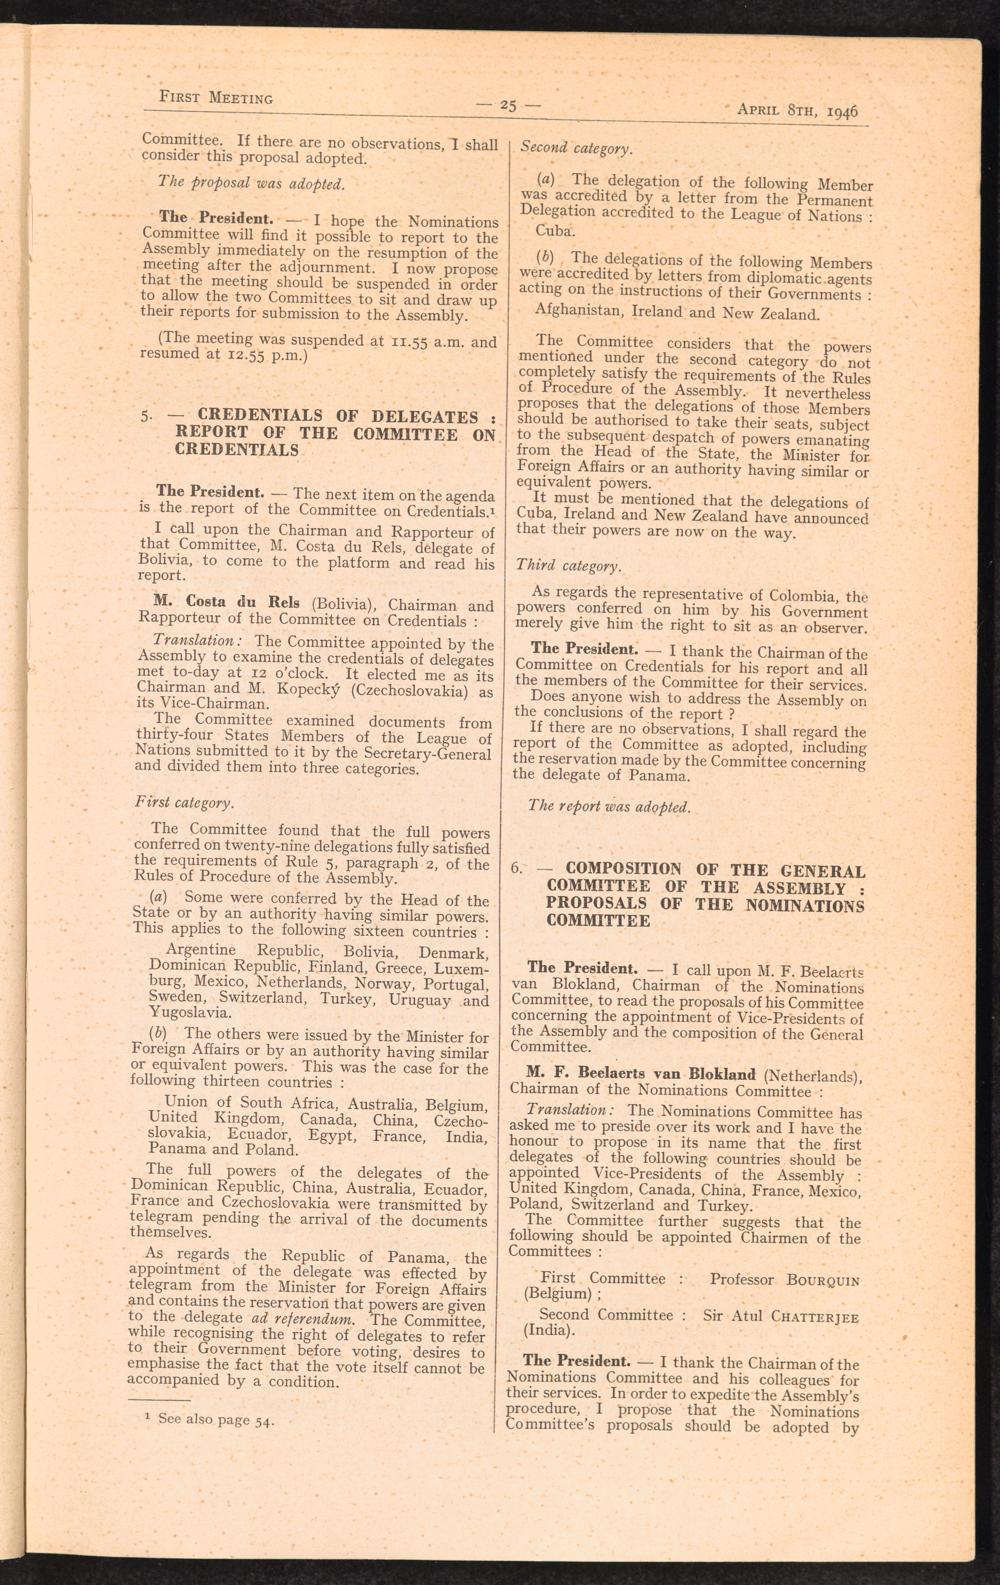 FIRST MEETING
— 25 —
APRIL 8TH, 1946
Committee. If there are no observations, I shall
consider this proposal adopted.
The proposal was adopted.
The President. — I hope the Nominations
Committee will find it possible to report to the
Assembly immediately on the resumption of the
meeting after the adjournment. I now propose
that the meeting should be suspended in order
to allow the two Committees to sit and draw up
their reports for submission to the Assembly.
(The meeting was suspended at 11.55 a.m. and
resumed at 12.55 p.m.)
5. — CREDENTIALS OF DELEGATES :
REPORT OF THE COMMITTEE ON
CREDENTIALS
The President. — The next item on the agenda
is the report of the Committee on Credentials.¹
I call upon the Chairman and Rapporteur of
that Committee, M. Costa du Rels, delegate of
Bolivia, to come to the platform and read his
report.
M. Costa du Rels (Bolivia), Chairman and
Rapporteur of the Committee on Credentials :
Translation: The Committee appointed by the
Assembly to examine the credentials of delegates
met to-day at 12 o'clock. It elected me as its
Chairman and M. Kopecký (Czechoslovakia) as
its Vice-Chairman.
The Committee examined documents from
thirty-four States Members of the League of
Nations submitted to it by the Secretary-General
and divided them into three categories.
First category.
The Committee found that the full powers
conferred on twenty-nine delegations fully satisfied
the requirements of Rule 5, paragraph 2, of the
Rules of Procedure of the Assembly.
(a) Some were conferred by the Head of the
State or by an authority having similar powers.
This applies to the following sixteen countries :
Argentine Republic, Bolivia, Denmark,
Dominican Republic, Finland, Greece, Luxem-
burg, Mexico, Netherlands, Norway, Portugal,
Sweden, Switzerland, Turkey, Uruguay and
Yugoslavia.
(b) The others were issued by the Minister for
Foreign Affairs or by an authority having similar
or equivalent powers. This was the case for the
following thirteen countries :
Union of South Africa, Australia, Belgium,
United Kingdom, Canada, China, Czecho-
slovakia, Ecuador, Egypt, France, India,
Panama and Poland.
The full powers of the delegates of the
Dominican Republic, China, Australia, Ecuador,
France and Czechoslovakia were transmitted by
telegram pending the arrival of the documents
themselves.
As regards the Republic of Panama, the
appointment of the delegate was effected by
telegram from the Minister for Foreign Affairs
and contains the reservation that powers are given
to the delegate ad referendum. The Committee,
while recognising the right of delegates to refer
to their Government before voting, desires to
emphasise the fact that the vote itself cannot be
accompanied by a condition.
¹ See also page 54.
Second category.
(a) The delegation of the following Member
was accredited by a letter from the Permanent
Delegation accredited to the League of Nations :
Cuba.
(b) The delegations of the following Members
were accredited by letters from diplomatic agents
acting on the instructions of their Governments :
Afghanistan, Ireland and New Zealand.
The Committee considers that the powers
mentioned under the second category do not
completely satisfy the requirements of the Rules
of Procedure of the Assembly. It nevertheless
proposes that the delegations of those Members
should be authorised to take their seats, subject
to the subsequent despatch of powers emanating
from the Head of the State, the Minister for
Foreign Affairs or an authority having similar or
equivalent powers.
It must be mentioned that the delegations of
Cuba, Ireland and New Zealand have announced
that their powers are now on the way.
Third category.
As regards the representative of Colombia, the
powers conferred on him by his Government
merely give him the right to sit as an observer.
The President. — I thank the Chairman of the
Committee on Credentials for his report and all
the members of the Committee for their services.
Does anyone wish to address the Assembly on
the conclusions of the report ?
If there are no observations, I shall regard the
report of the Committee as adopted, including
the reservation made by the Committee concerning
the delegate of Panama.
The report was adopted.
6. — COMPOSITION OF THE GENERAL
COMMITTEE OF THE ASSEMBLY :
PROPOSALS OF THE NOMINATIONS
COMMITTEE
The President. — I call upon M. F. Beelaerts
van Blokland, Chairman of the Nominations
Committee, to read the proposals of his Committee
concerning the appointment of Vice-Presidents of
the Assembly and the composition of the General
Committee.
M. F. Beelaerts van Blokland (Netherlands),
Chairman of the Nominations Committee :
Translation: The Nominations Committee has
asked me to preside over its work and I have the
honour to propose in its name that the first
delegates of the following countries should be
appointed Vice-Presidents of the Assembly :
United Kingdom, Canada, China, France, Mexico,
Poland, Switzerland and Turkey.
The Committee further suggests that the
following should be appointed Chairmen of the
Committees :
First Committee : Professor BOURQUIN
(Belgium) ;
Second Committee : Sir Atul CHATTERJEE
(India).
The President. — I thank the Chairman of the
Nominations Committee and his colleagues for
their services. In order to expedite the Assembly's
procedure, I propose that the Nominations
Committee's proposals should be adopted by